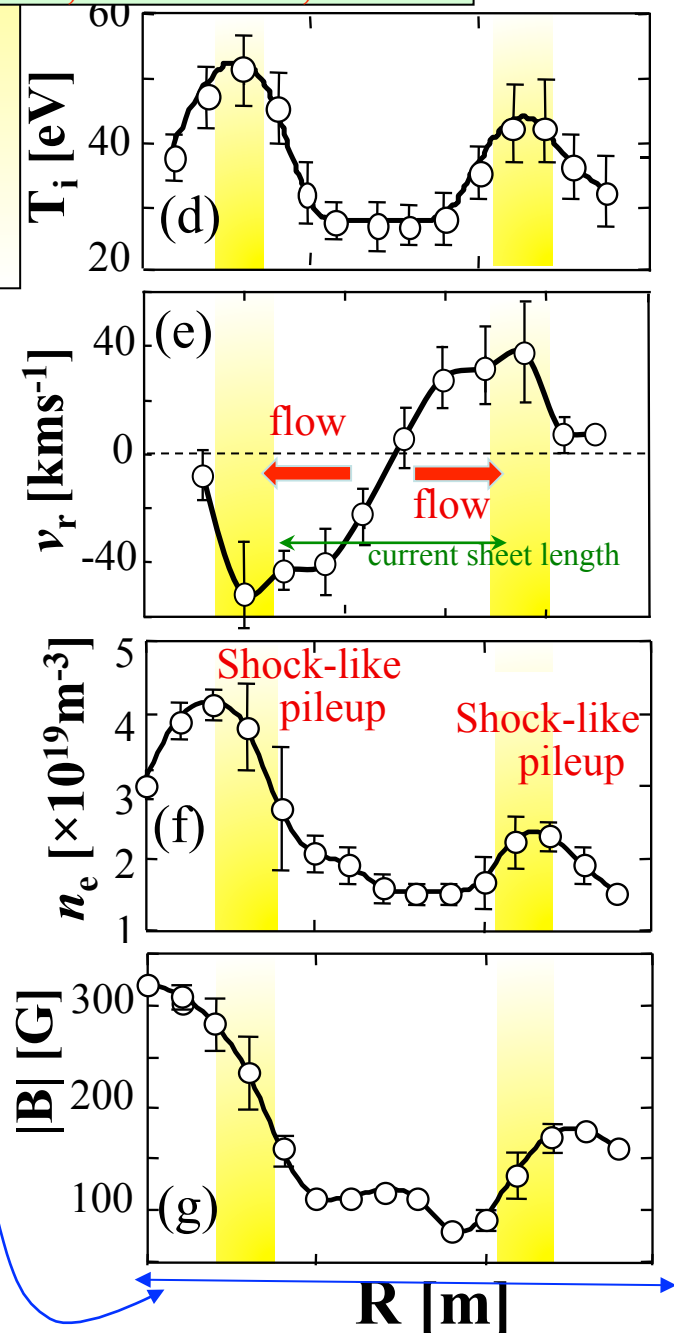 60
40
20
Tᵢ [eV]
(d)
(e)
40
0
-40
vᵣ [kms⁻¹]
flow
flow
current sheet length
5
4
3
2
1
nₑ [×10¹⁹m⁻³]
Shock-like
pileup
Shock-like
pileup
(f)
300
200
100
|B| [G]
(g)
R [m]